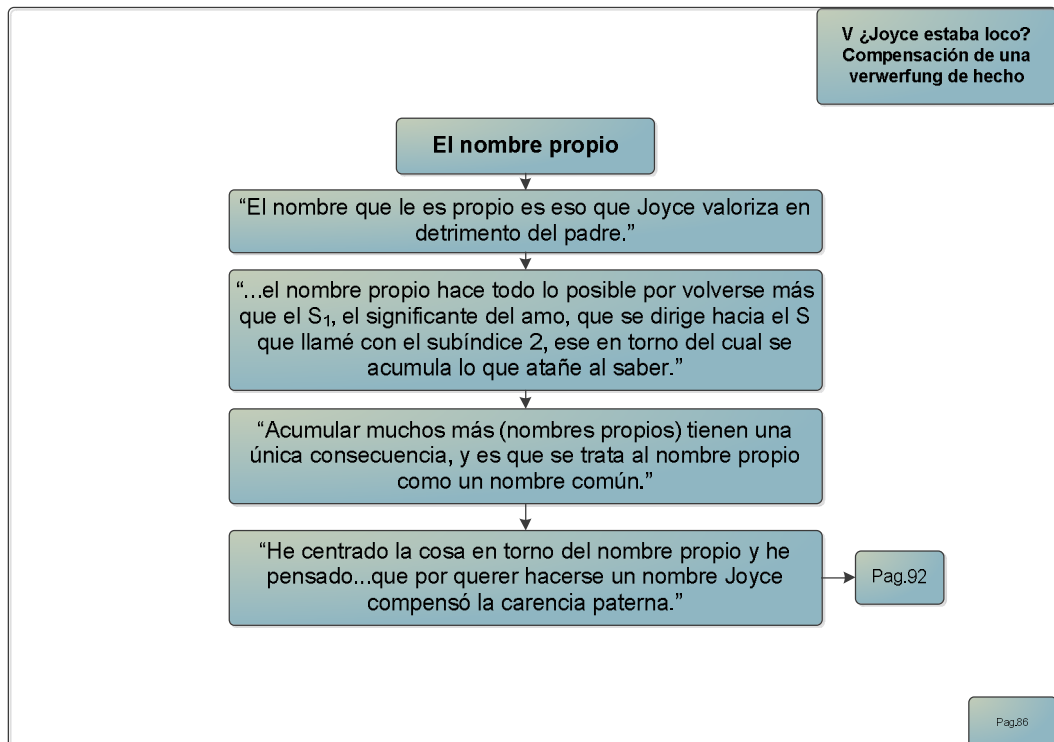 V ¿Joyce estaba loco?
Compensación de una
verwerfung de hecho
El nombre propio
“El nombre que le es propio es eso que Joyce valoriza en
detrimento del padre.”
“...el nombre propio hace todo lo posible por volverse más
que el S₁, el significante del amo, que se dirige hacia el S
que llamé con el subíndice 2, ese en torno del cual se
acumula lo que atañe al saber.”
“Acumular muchos más (nombres propios) tienen una
única consecuencia, y es que se trata al nombre propio
como un nombre común.”
“He centrado la cosa en torno del nombre propio y he
pensado...que por querer hacerse un nombre Joyce
compensó la carencia paterna.”
Pag.92
Pag.86